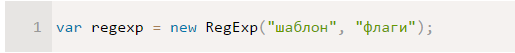 1 var regexp = new RegExp("шаблон", "флаги");